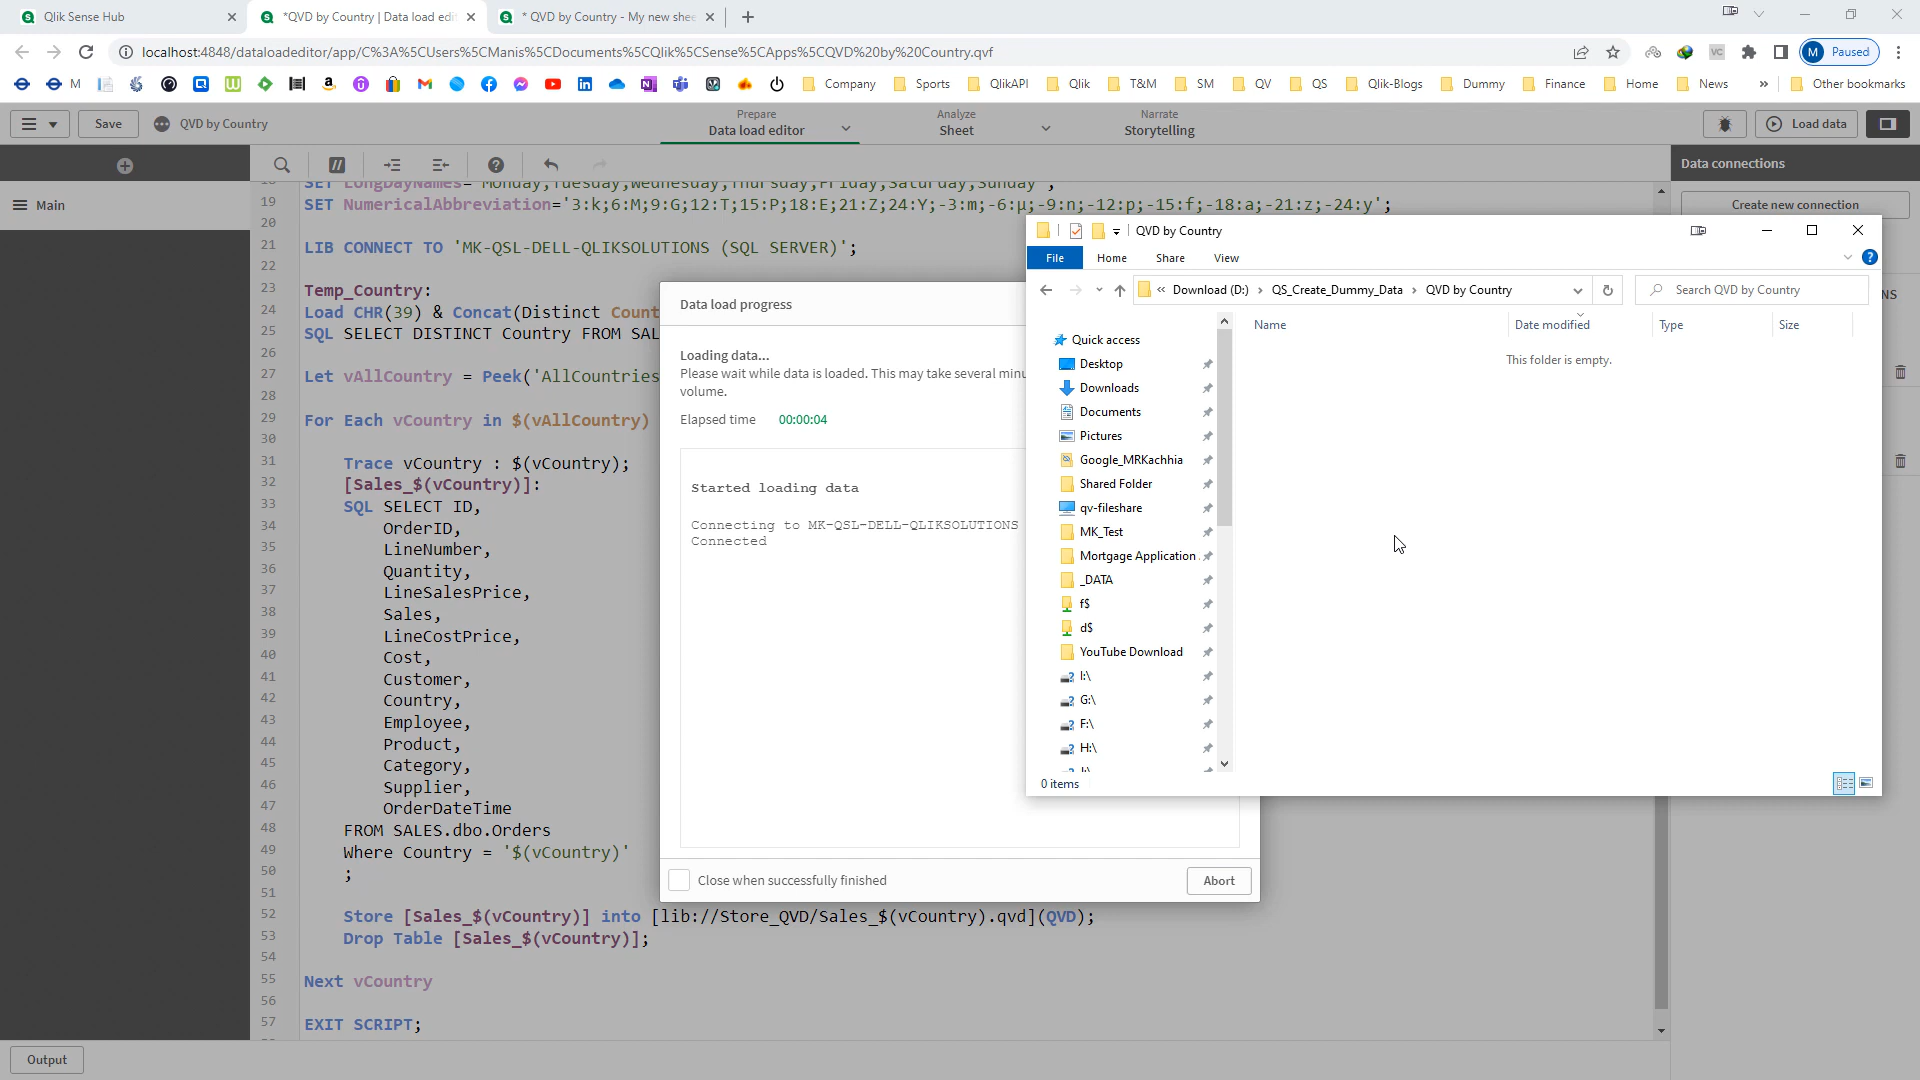 Qlik Sense Hub
*QVD by Country | Data load edit
* QVD by Country - My new shee
localhost:4848/dataloadeditor/app/C%3A%5CUsers%5CManis%5CDocuments%5CQlik%5CSense%5CApps%5CQVD%20by%20Country.qvf
VC
M Paused
M
Company
Sports
QlikAPI
Qlik
T&M
SM
QV
QS
Qlik-Blogs
Dummy
Finance
Home
News
»
Other bookmarks
Save
QVD by Country
Prepare
Data load editor
Analyze
Sheet
Narrate
Storytelling
Load data
Data connections
Create new connection
Main
SET LongDayNames='Monday;Tuesday;Wednesday;Thursday;Friday;Saturday;Sunday';
19 SET NumericalAbbreviation='3:k;6:M;9:G;12:T;15:P;18:E;21:Z;24:Y;-3:m;-6:μ;-9:n;-12:p;-15:f;-18:a;-21:z;-24:y';
20
21 LIB CONNECT TO 'MK-QSL-DELL-QLIKSOLUTIONS (SQL SERVER)';
22
23 Temp_Country:
24 Load CHR(39) & Concat(Distinct Count
25 SQL SELECT DISTINCT Country FROM SAL
26
27 Let vAllCountry = Peek('AllCountries
28
29 For Each vCountry in $(vAllCountry)
30
31 Trace vCountry : $(vCountry);
32 [Sales_$(vCountry)]:
33 SQL SELECT ID,
34 OrderID,
35 LineNumber,
36 Quantity,
37 LineSalesPrice,
38 Sales,
39 LineCostPrice,
40 Cost,
41 Customer,
42 Country,
43 Employee,
44 Product,
45 Category,
46 Supplier,
47 OrderDateTime
48 FROM SALES.dbo.Orders
49 Where Country = '$(vCountry)'
50 ;
51
52 Store [Sales_$(vCountry)] into [lib://Store_QVD/Sales_$(vCountry).qvd](QVD);
53 Drop Table [Sales_$(vCountry)];
54
55 Next vCountry
56
57 EXIT SCRIPT;
Output
Data load progress
Loading data...
Please wait while data is loaded. This may take several minu
volume.
Elapsed time 00:00:04
Started loading data
Connecting to MK-QSL-DELL-QLIKSOLUTIONS
Connected
Close when successfully finished
Abort
QVD by Country
File
Home
Share
View
« Download (D:) › QS_Create_Dummy_Data › QVD by Country
Search QVD by Country
Name
Date modified
Type
Size
This folder is empty.
Quick access
Desktop
Downloads
Documents
Pictures
Google_MRKachhia
Shared Folder
qv-fileshare
MK_Test
Mortgage Application
_DATA
f$
d$
YouTube Download
I:\
G:\
F:\
H:\
0 items
NS